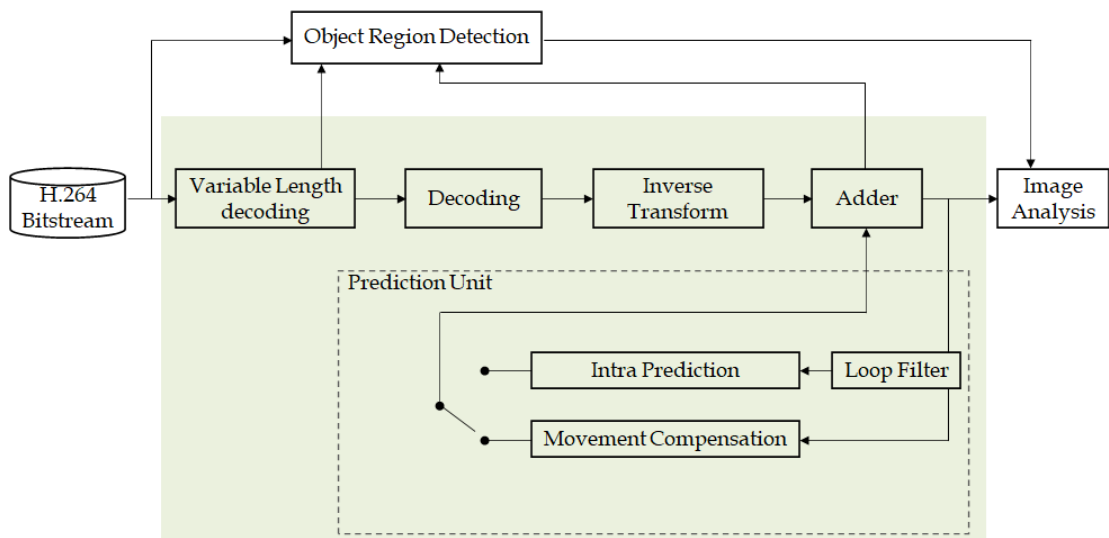 Object Region Detection
H.264
Bitstream
Variable Length
decoding
Decoding
Inverse
Transform
Adder
Image
Analysis
Prediction Unit
Intra Prediction
Loop Filter
Movement Compensation